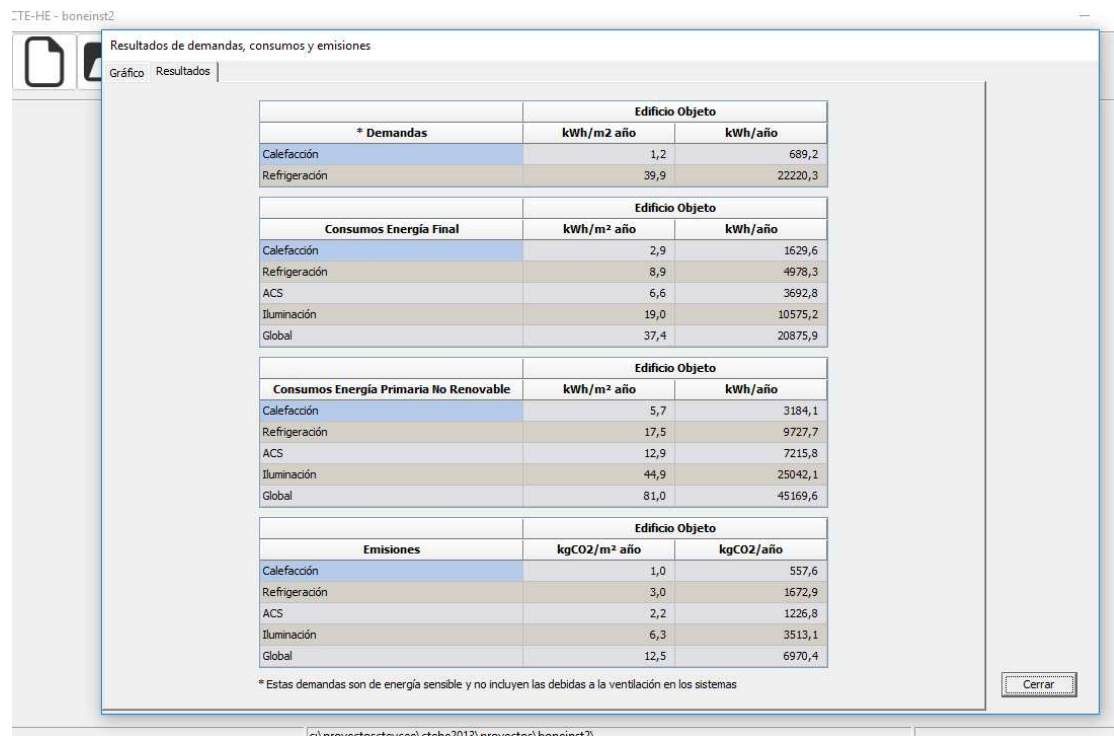 CTE-HE - boneinst2
Resultados de demandas, consumos y emisiones
Gráfico Resultados
Edificio Objeto
* Demandas kWh/m2 año kWh/año
Calefacción 1,2 689,2
Refrigeración 39,9 22220,3
Edificio Objeto
Consumos Energía Final kWh/m² año kWh/año
Calefacción 2,9 1629,6
Refrigeración 8,9 4978,3
ACS 6,6 3692,8
Iluminación 19,0 10575,2
Global 37,4 20875,9
Edificio Objeto
Consumos Energía Primaria No Renovable kWh/m² año kWh/año
Calefacción 5,7 3184,1
Refrigeración 17,5 9727,7
ACS 12,9 7215,8
Iluminación 44,9 25042,1
Global 81,0 45169,6
Edificio Objeto
Emisiones kgCO2/m² año kgCO2/año
Calefacción 1,0 557,6
Refrigeración 3,0 1672,9
ACS 2,2 1226,8
Iluminación 6,3 3513,1
Global 12,5 6970,4
* Estas demandas son de energía sensible y no incluyen las debidas a la ventilación en los sistemas
Cerrar
c:\proyectosctevcee\ctehe2013\proyectos\boneinst2\